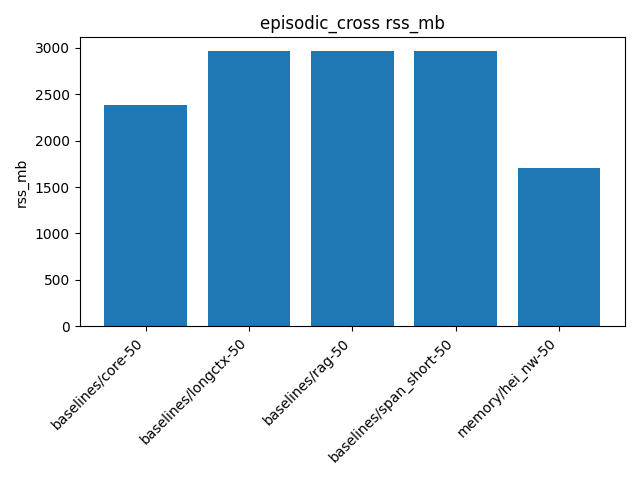 episodic_cross rss_mb
rss_mb
3000
2500
2000
1500
1000
500
0
baselines/core-50
baselines/longctx-50
baselines/rag-50
baselines/span_short-50
memory/hei_nw-50